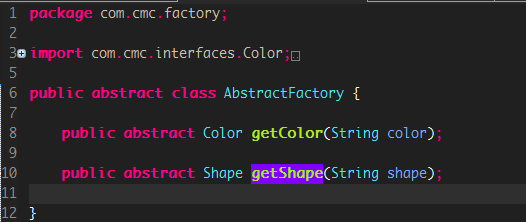 1 package com.cmc.factory;
2
3 import com.cmc.interfaces.Color;
5
6 public abstract class AbstractFactory {
7
8 public abstract Color getColor(String color);
9
10 public abstract Shape getShape(String shape);
11
12 }